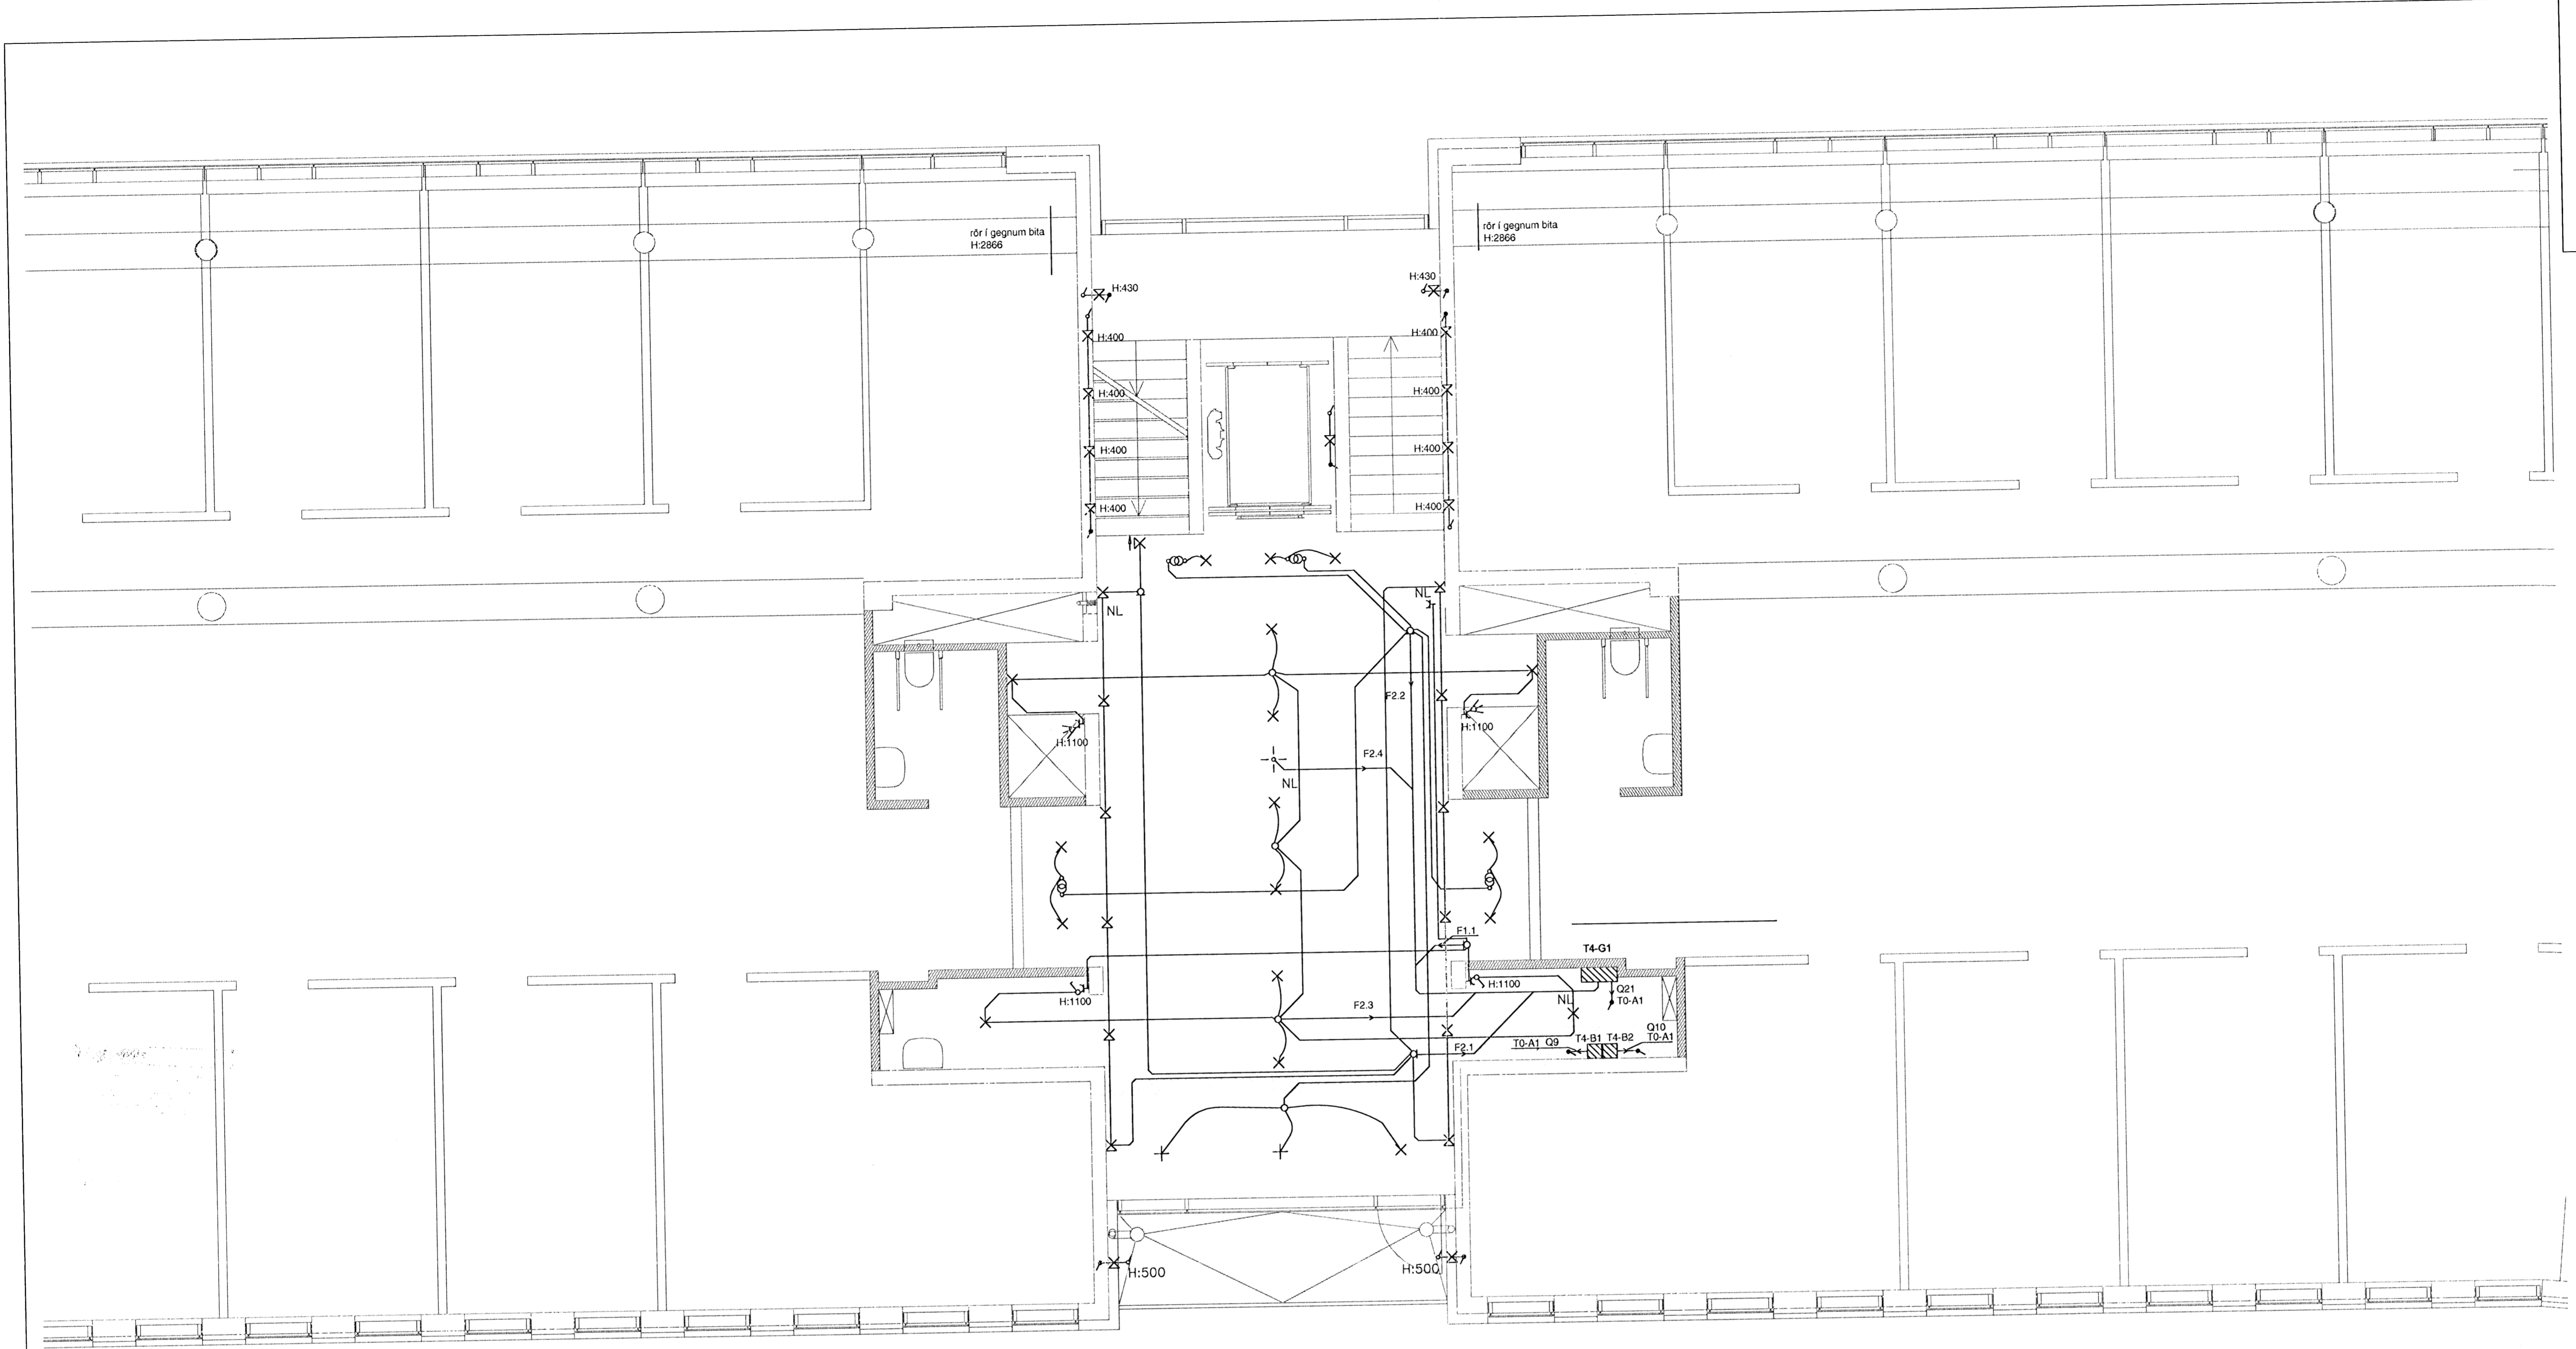 rör í gegnum bita
H:2866
rör í gegnum bita
H:2866
H:430
H:430
H:400
H:400
H:400
H:400
H:400
H:400
H:400
H:400
NL
NL
F2.2
H:1100
H:1100
F2.4
NL
F1.1
T4-G1
H:1100
H:1100
Q21
T0-A1
NL
F2.3
Q10
T0-A1
T0-A1 Q9
T4-B1 T4-B2
F2.1
H:500
H:500